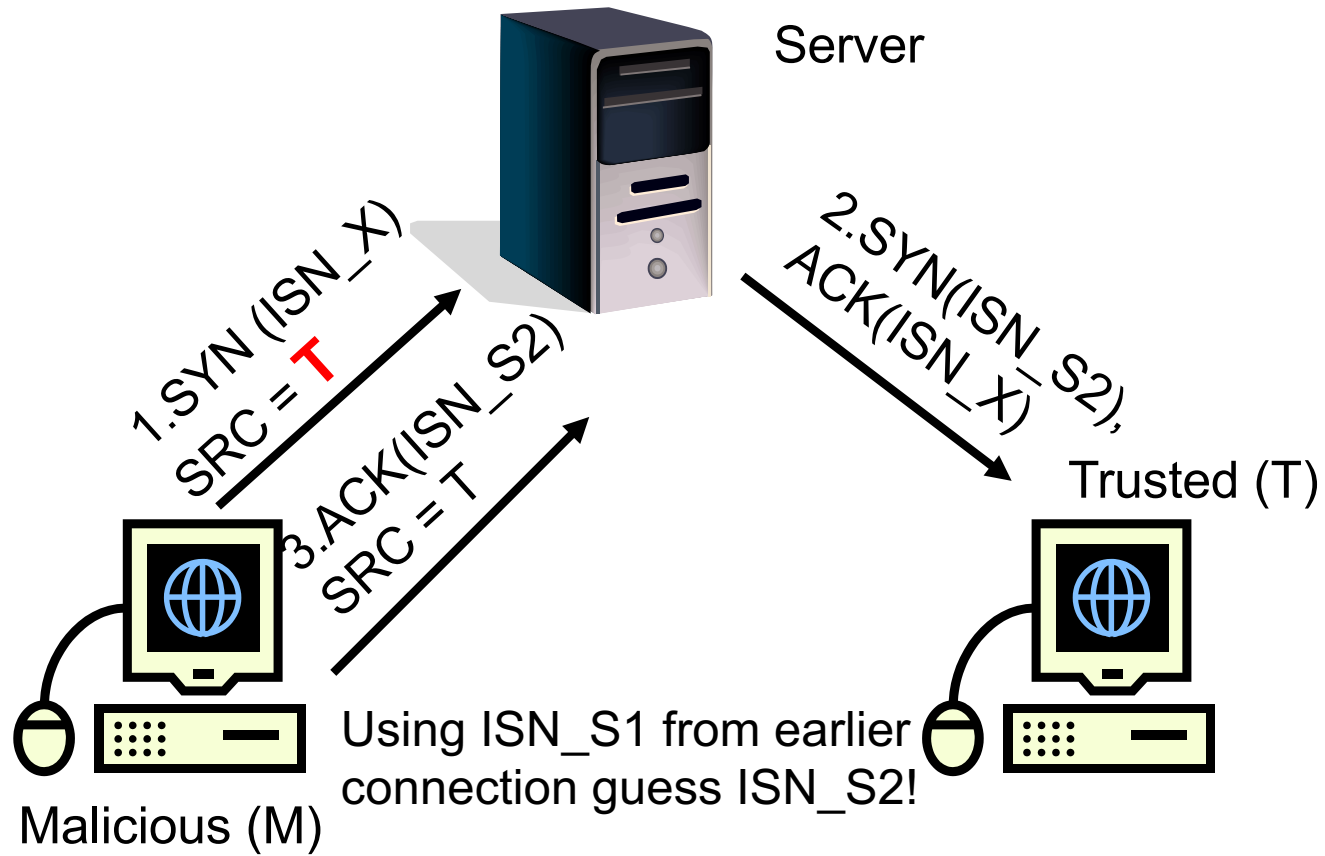 Server
1.SYN (ISN_X)
SRC = T
2.SYN(ISN_S2),
ACK(ISN_X)
3.ACK(ISN_S2)
SRC = T
Trusted (T)
Using ISN_S1 from earlier
connection guess ISN_S2!
Malicious (M)